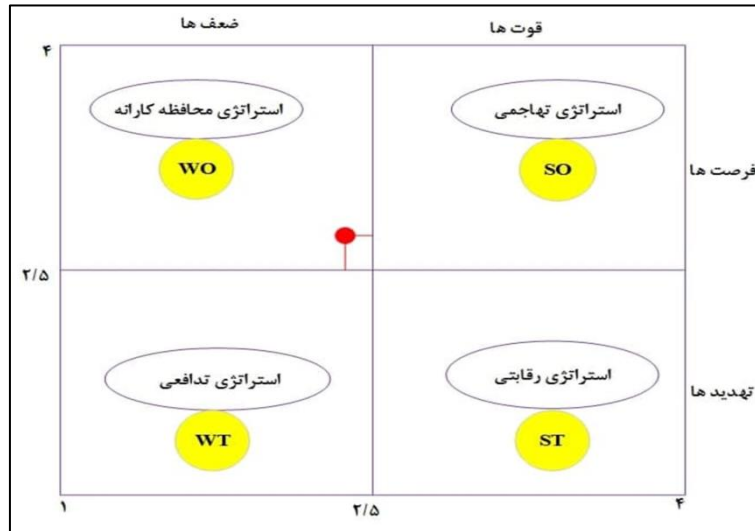 قوت ها
ضعف ها
۴
استراتژی تهاجمی
استراتژی محافظه کارانه
SO
WO
فرصت ها
۲/۵
استراتژی رقابتی
استراتژی تدافعی
تهدید ها
ST
WT
۱
۲/۵
۴